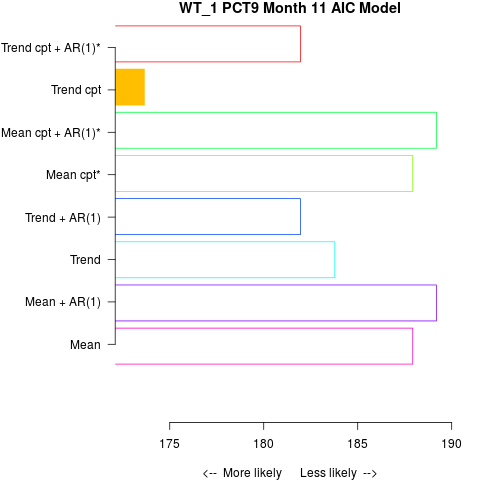 WT_1 PCT9 Month 11 AIC Model
Trend cpt + AR(1)*
Trend cpt
Mean cpt + AR(1)*
Mean cpt*
Trend + AR(1)
Trend
Mean + AR(1)
Mean
175 180 185 190
<-- More likely Less likely -->